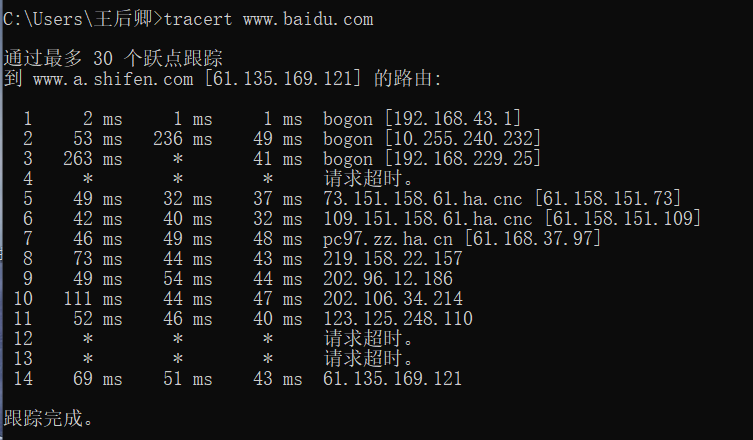 C:\Users\王后卿>tracert www.baidu.com
通过最多 30 个跃点跟踪
到 www.a.shifen.com [61.135.169.121] 的路由:
1 2 ms 1 ms 1 ms bogon [192.168.43.1]
2 53 ms 236 ms 49 ms bogon [10.255.240.232]
3 263 ms * 41 ms bogon [192.168.229.25]
4 * * * 请求超时。
5 49 ms 32 ms 37 ms 73.151.158.61.ha.cnc [61.158.151.73]
6 42 ms 40 ms 32 ms 109.151.158.61.ha.cnc [61.158.151.109]
7 46 ms 49 ms 48 ms pc97.zz.ha.cn [61.168.37.97]
8 73 ms 44 ms 43 ms 219.158.22.157
9 49 ms 54 ms 44 ms 202.96.12.186
10 111 ms 44 ms 47 ms 202.106.34.214
11 52 ms 46 ms 40 ms 123.125.248.110
12 * * * 请求超时。
13 * * * 请求超时。
14 69 ms 51 ms 43 ms 61.135.169.121
跟踪完成。